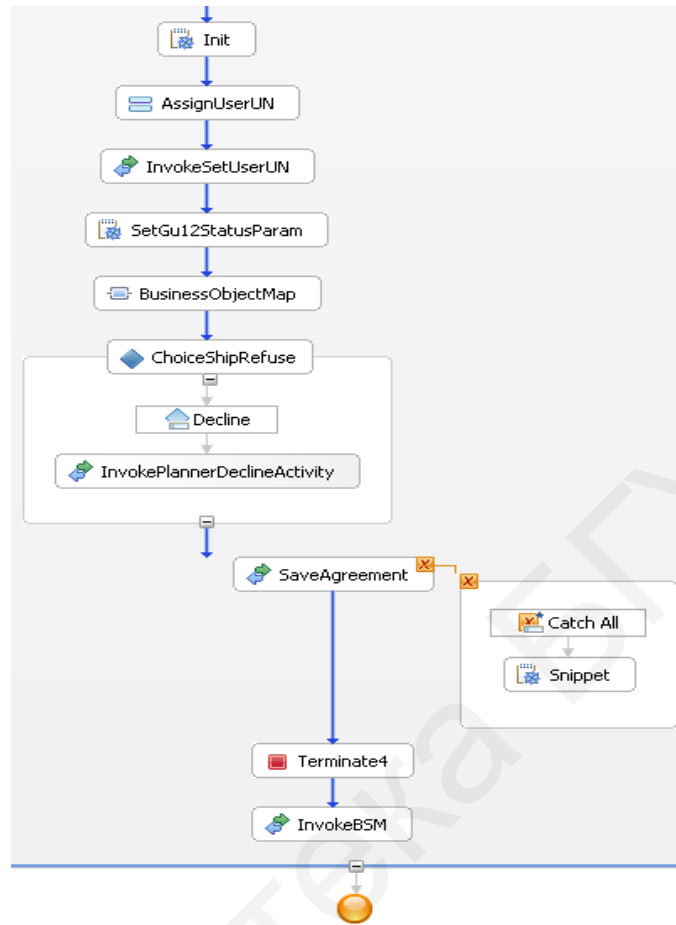 Init
AssignUserUN
InvokeSetUserUN
SetGu12StatusParam
BusinessObjectMap
ChoiceShipRefuse
Decline
InvokePlannerDeclineActivity
SaveAgreement
Catch All
Snippet
Terminate4
InvokeBSM